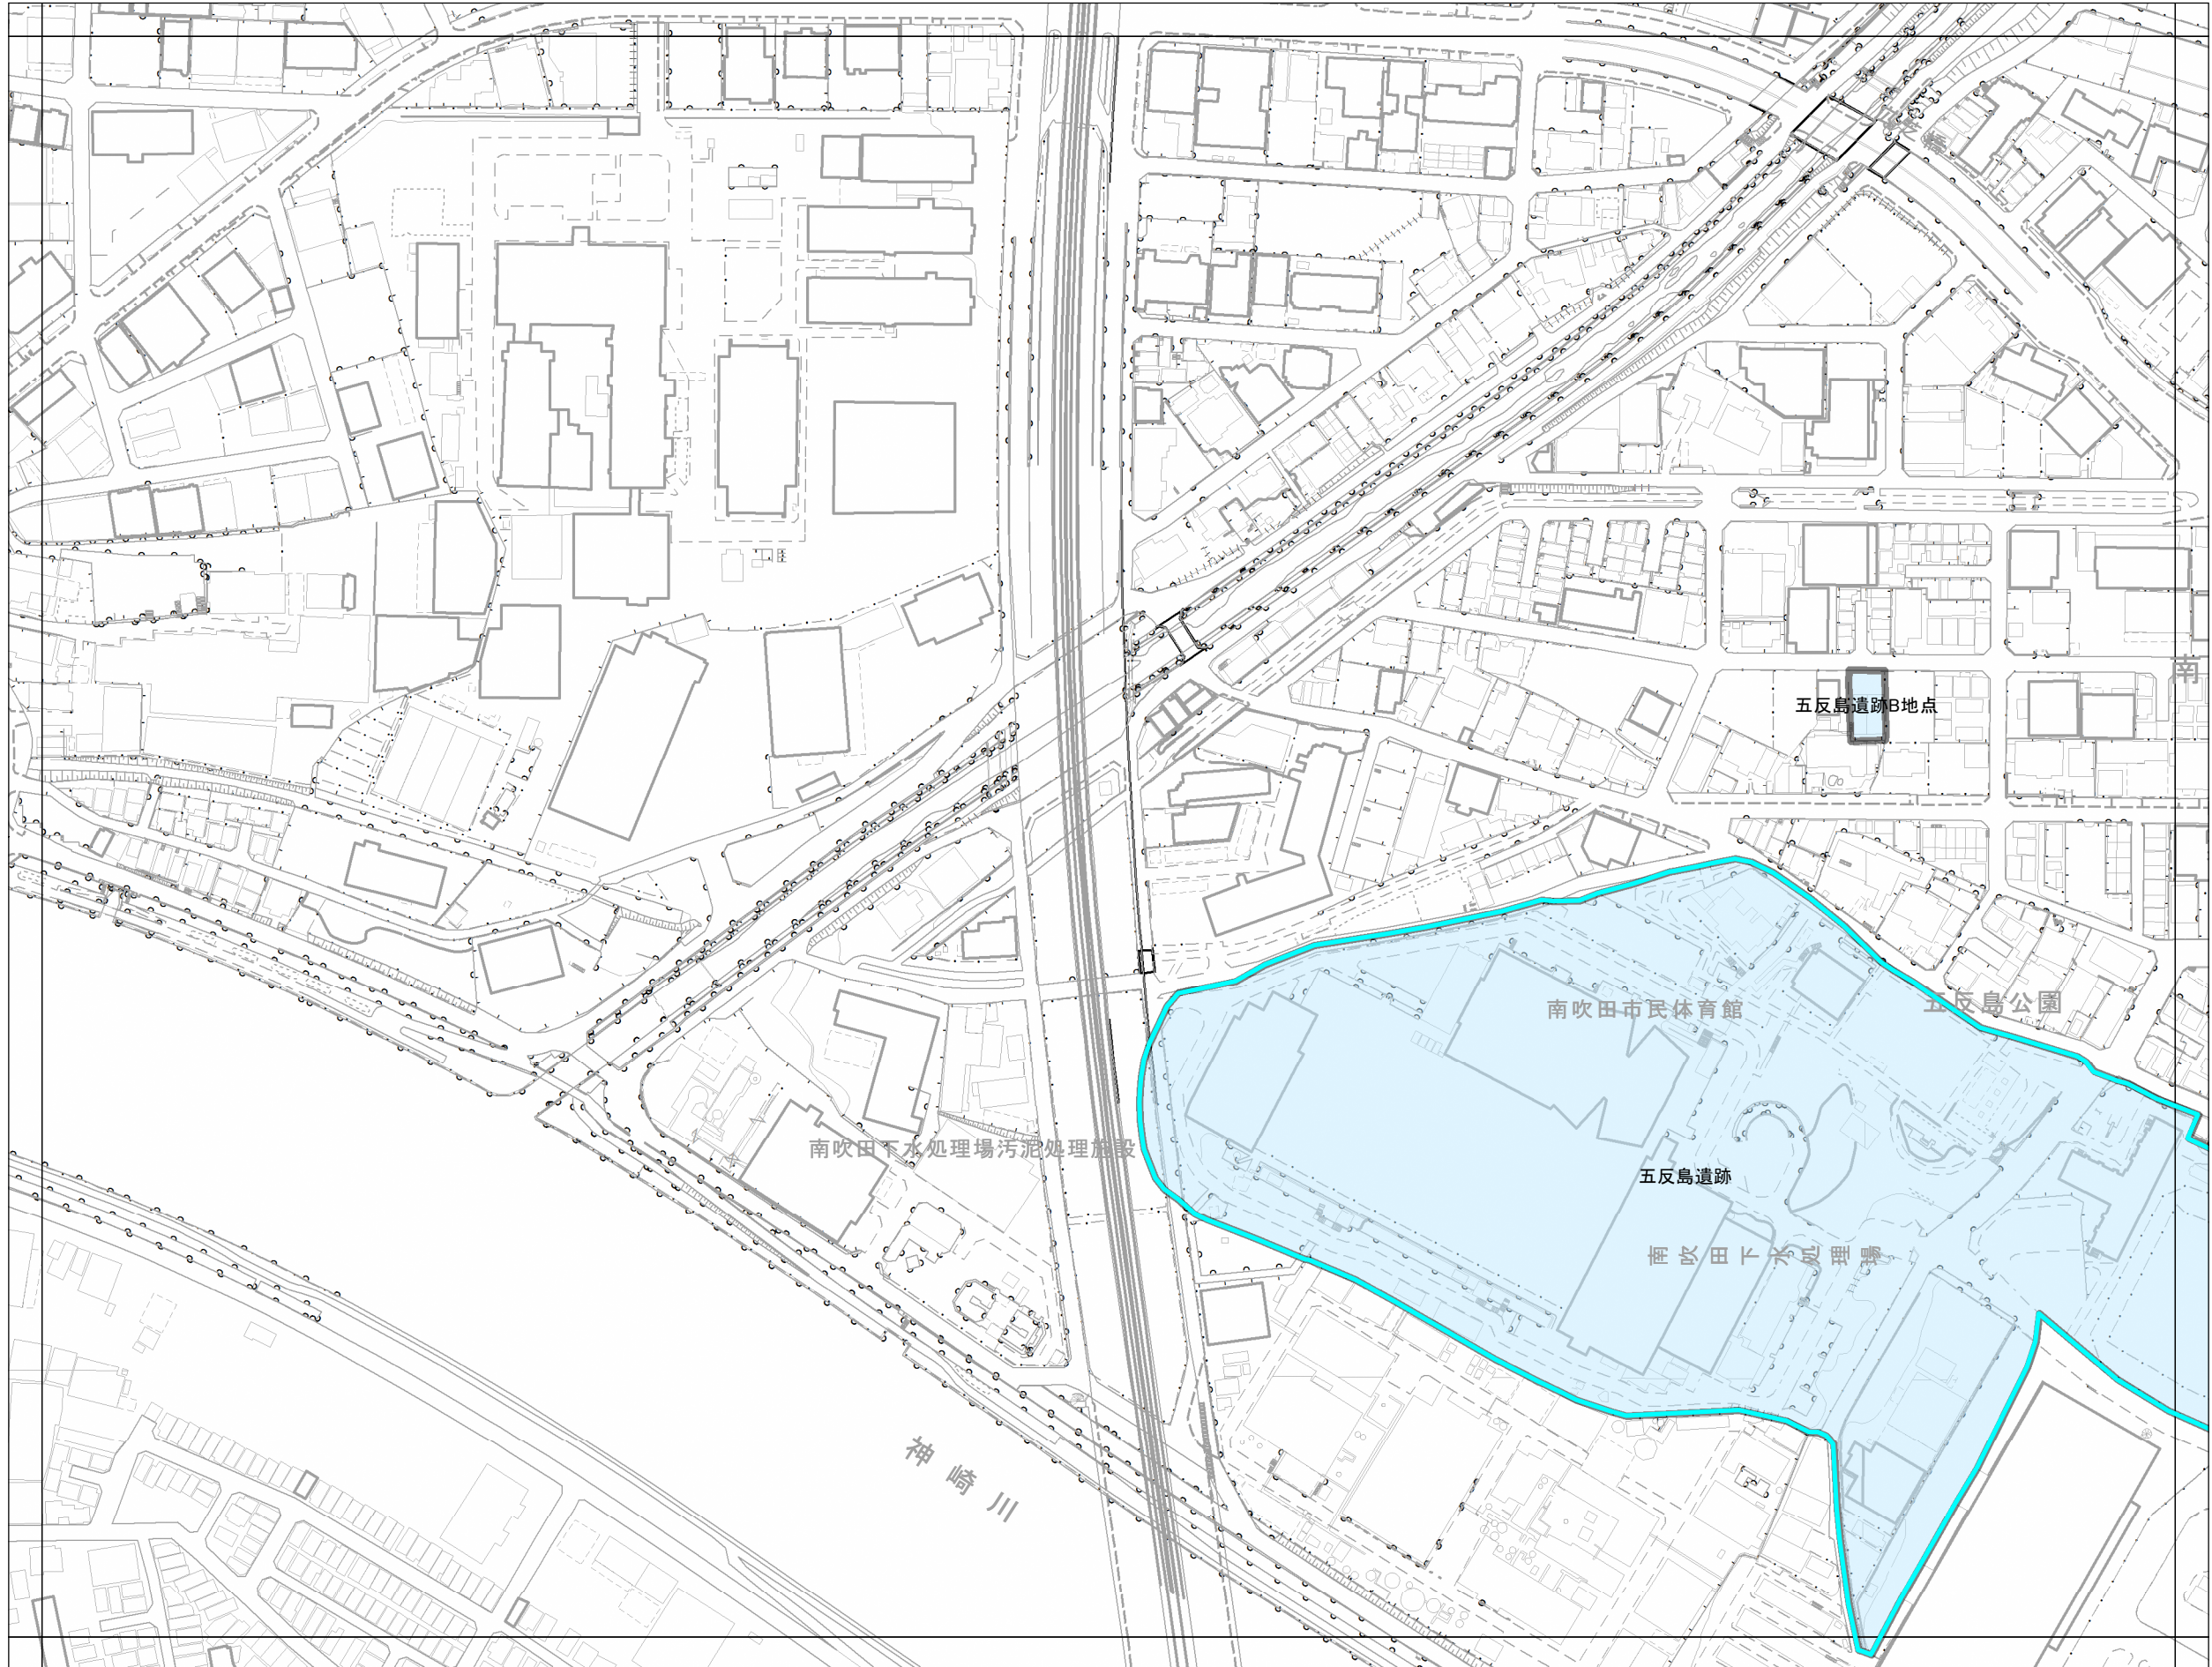 南
五反島遺跡B地点
南吹田市民体育館
五反島公園
南吹田下水処理場汚泥処理施設
五反島遺跡
南吹田下水処理場
神崎川